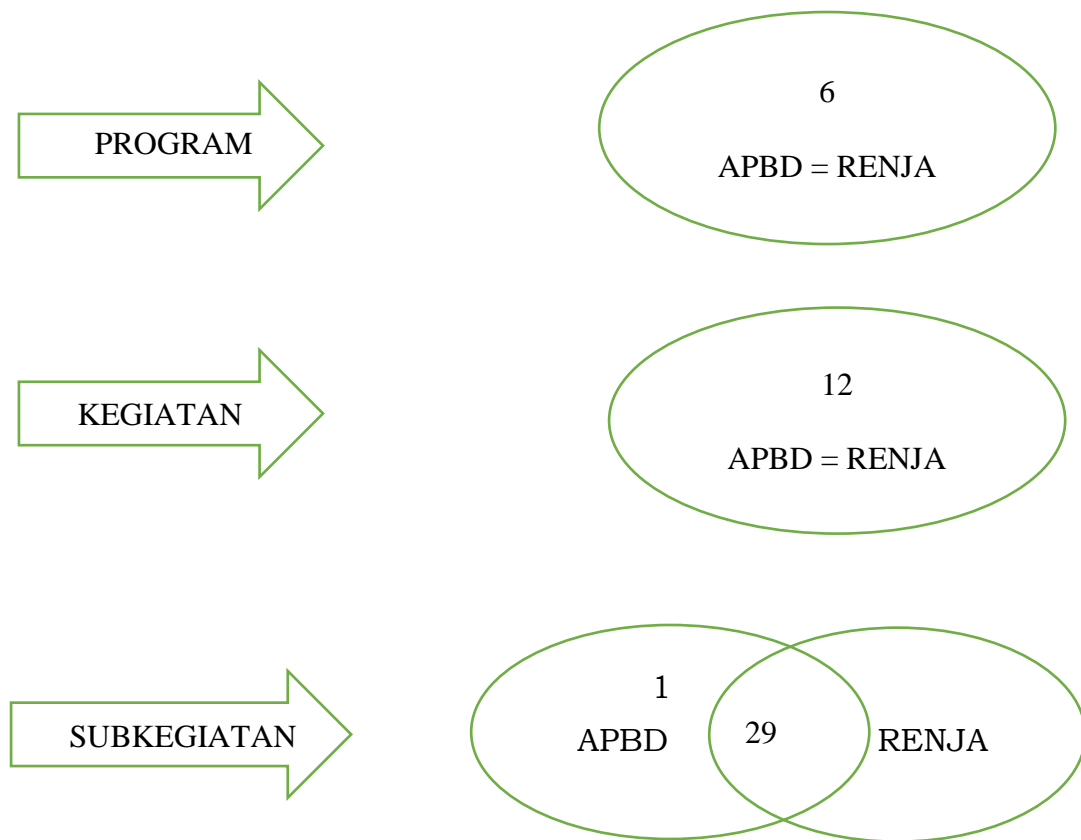 PROGRAM
6
APBD = RENJA
KEGIATAN
12
APBD = RENJA
SUBKEGIATAN
1
APBD
29
RENJA